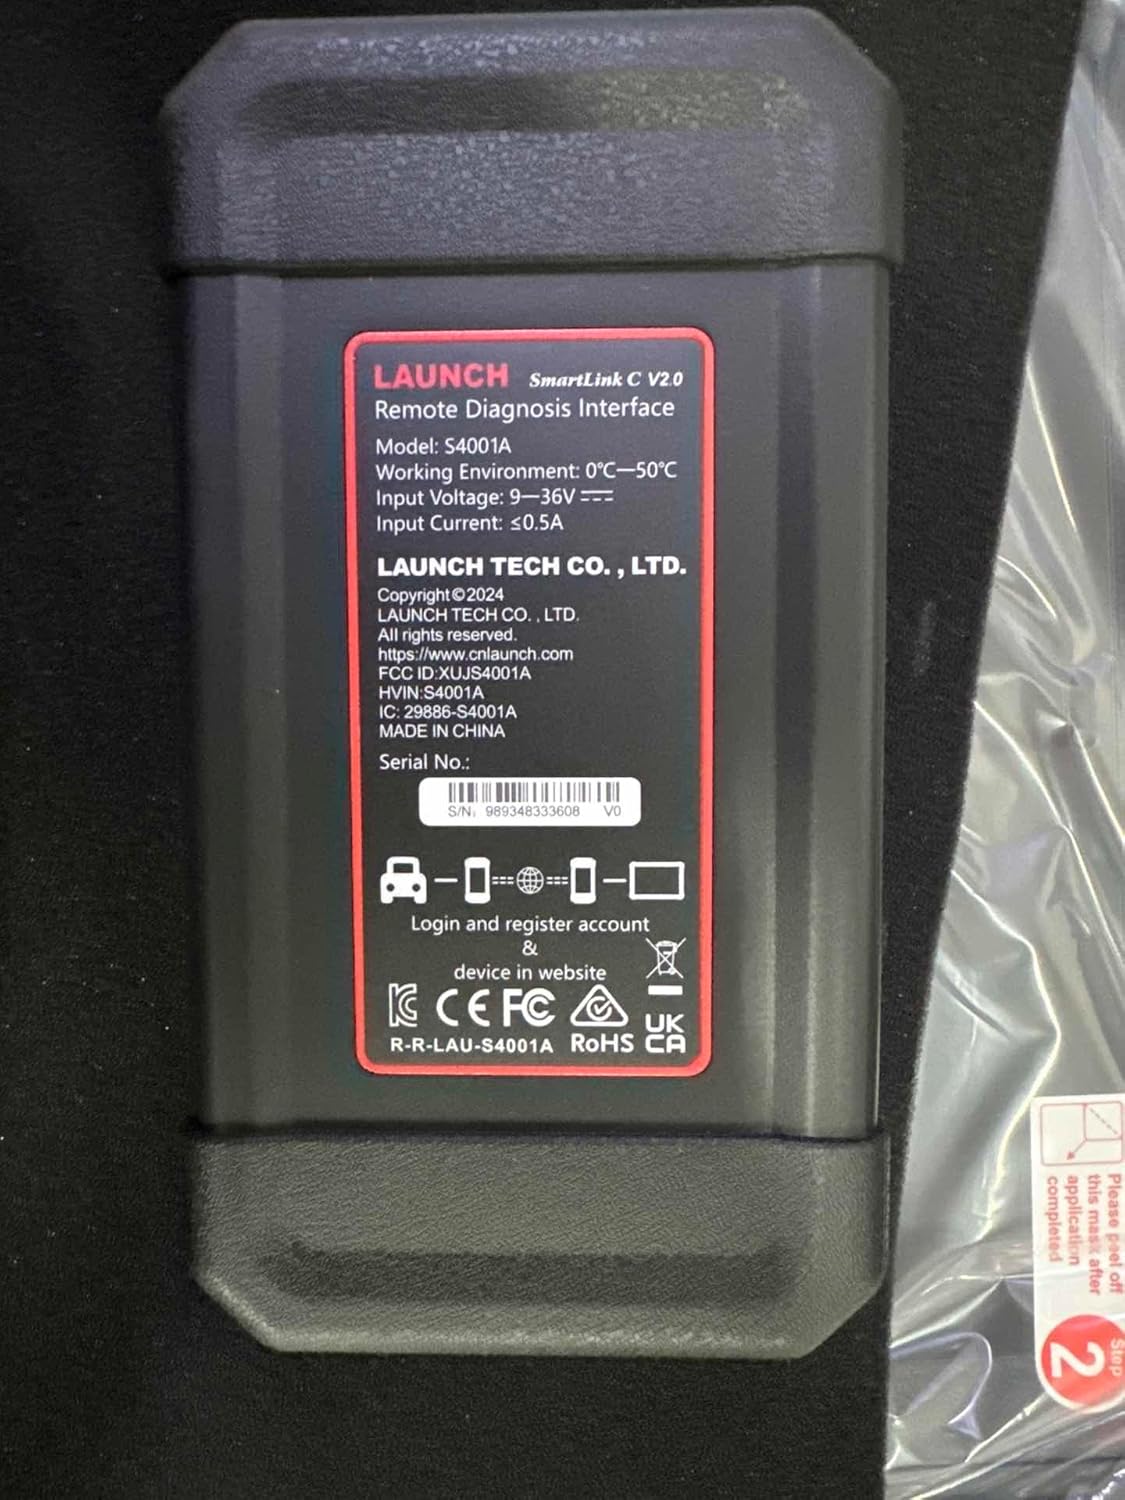 LAUNCH SmartLink C V2.0
Remote Diagnosis Interface
Model: S4001A
Working Environment: 0℃—50℃
Input Voltage: 9—36V ⎓
Input Current: ≤0.5A
LAUNCH TECH CO. , LTD.
Copyright©2024
LAUNCH TECH CO. , LTD.
All rights reserved.
https://www.cnlaunch.com
FCC ID:XUJS4001A
HVIN:S4001A
IC: 29886-S4001A
MADE IN CHINA
Serial No.:
S/N: 989348333608 V0
Login and register account
&
device in website
KC CE FC
R-R-LAU-S4001A RoHS
UK
CA
Please peel off
this mask after
application
completed
Step
2